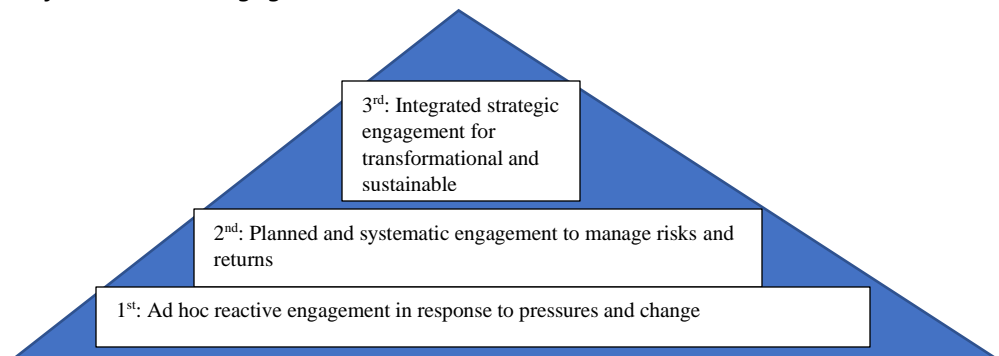 3rd: Integrated strategic
engagement for
transformational and
sustainable
2nd: Planned and systematic engagement to manage risks and
returns
1st: Ad hoc reactive engagement in response to pressures and change